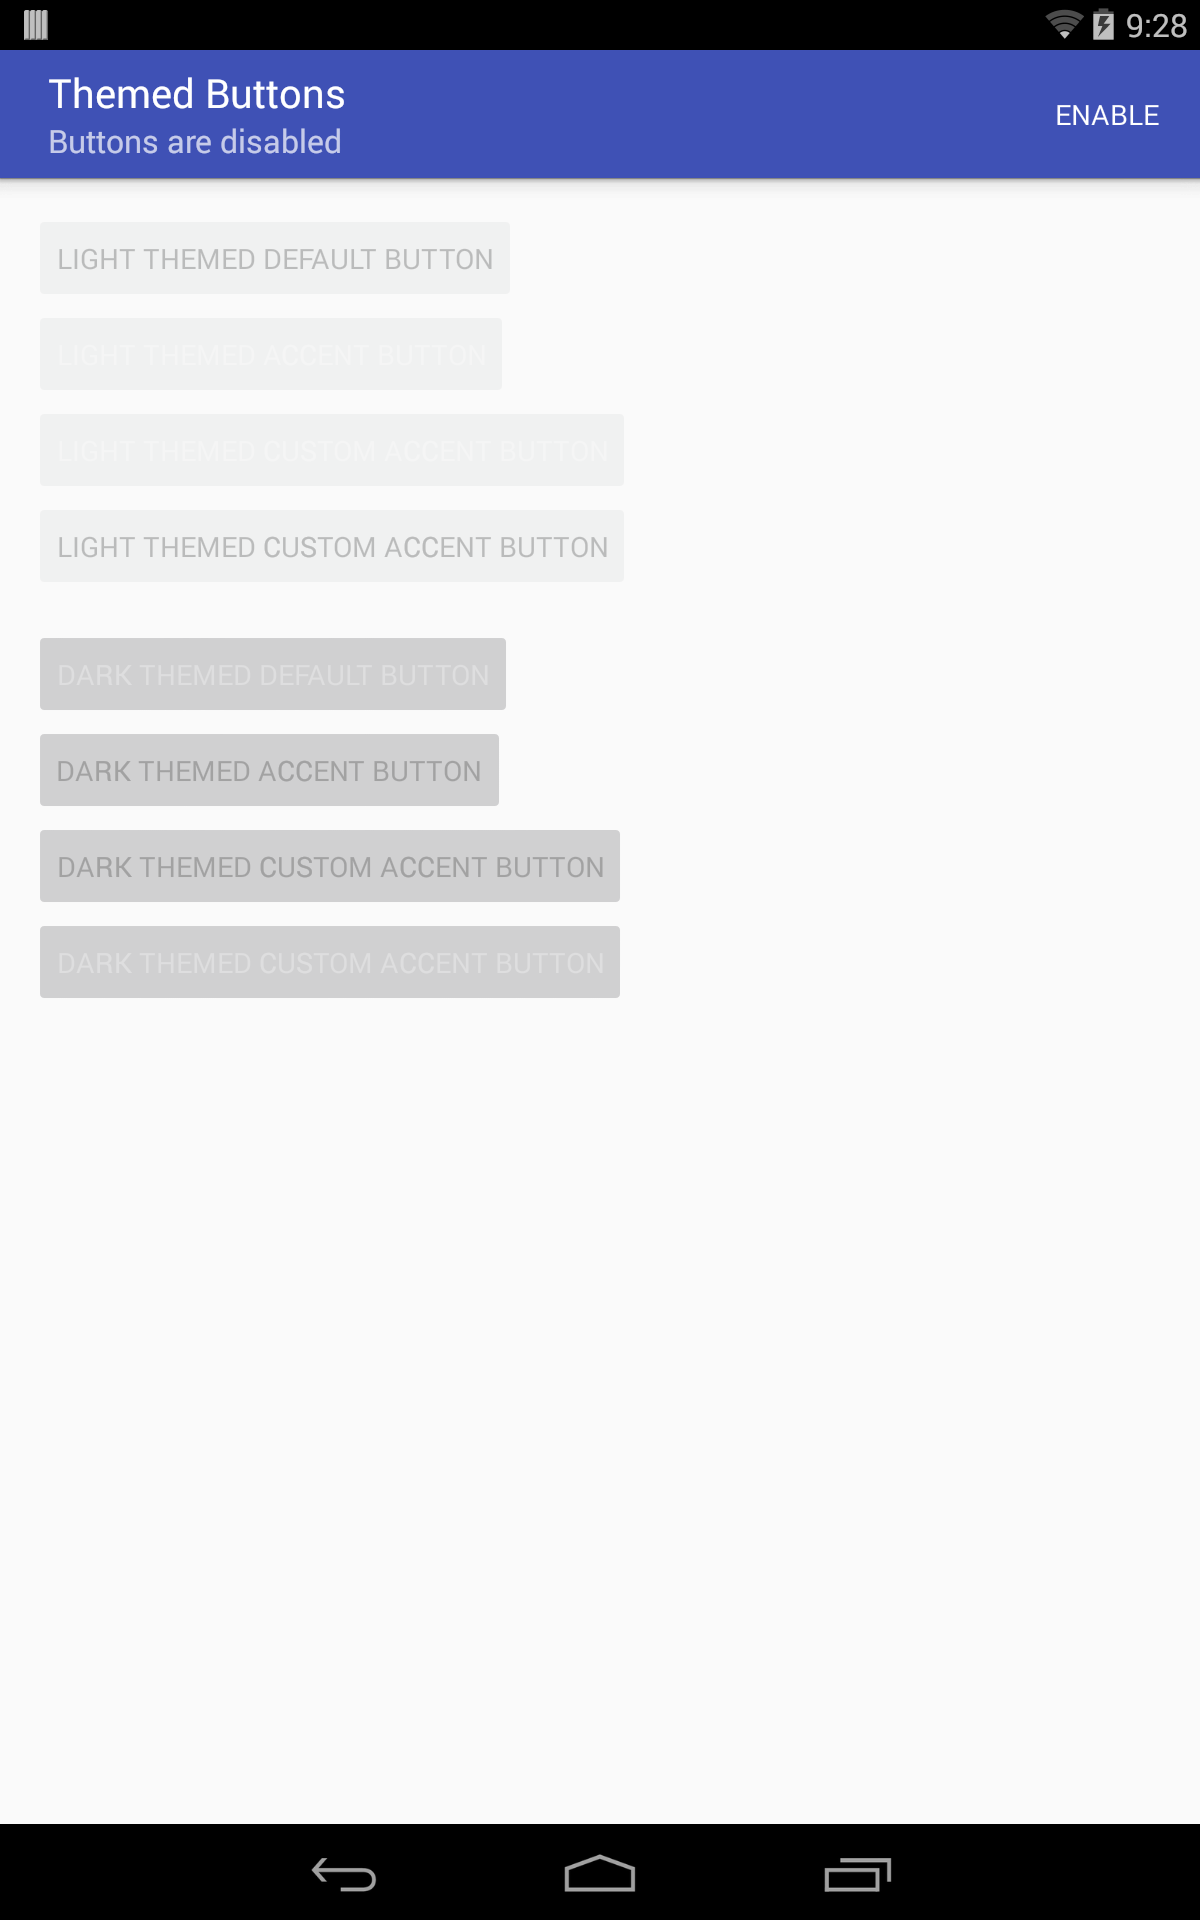 9:28
Themed Buttons
Buttons are disabled
ENABLE
LIGHT THEMED DEFAULT BUTTON
LIGHT THEMED ACCENT BUTTON
LIGHT THEMED CUSTOM ACCENT BUTTON
LIGHT THEMED CUSTOM ACCENT BUTTON
DARK THEMED DEFAULT BUTTON
DARK THEMED ACCENT BUTTON
DARK THEMED CUSTOM ACCENT BUTTON
DARK THEMED CUSTOM ACCENT BUTTON